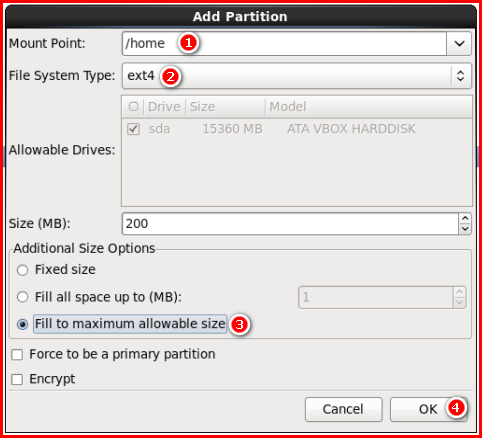 Add Partition
Mount Point: /home 1
File System Type: ext4 2
Drive Size Model
sda 15360 MB ATA VBOX HARDDISK
Allowable Drives:
Size (MB): 200
Additional Size Options
Fixed size
Fill all space up to (MB): 1
Fill to maximum allowable size 3
Force to be a primary partition
Encrypt
Cancel OK 4